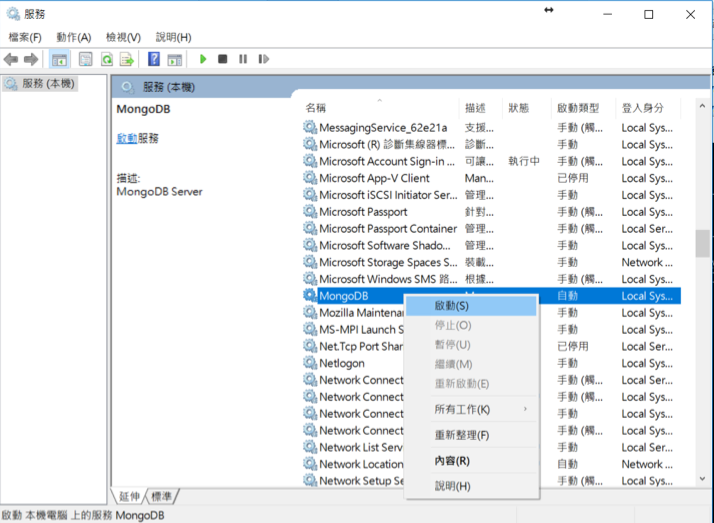 服務
檔案(F) 動作(A) 檢視(V) 說明(H)
服務 (本機)
服務 (本機)
MongoDB
啟動服務
描述:
MongoDB Server
名稱 描述 狀態 啟動類型 登入身分
MessagingService_62e21a 支援... 手動 (觸... Local Sys...
Microsoft (R) 診斷集線器標... 診斷... 手動 Local Sys...
Microsoft Account Sign-in ... 可讓... 執行中 手動 (觸... Local Sys...
Microsoft App-V Client Man... 已停用 Local Sys...
Microsoft iSCSI Initiator Ser... 管理... 手動 Local Sys...
Microsoft Passport 針對... 手動 (觸... Local Sys...
Microsoft Passport Container 管理... 手動 (觸... Local Ser...
Microsoft Software Shado... 管理... 手動 Local Sys...
Microsoft Storage Spaces S... 裝載... 手動 Network ...
Microsoft Windows SMS 路... 根據... 手動 (觸... Local Sys...
MongoDB 自動 Local Sys...
Mozilla Maintenan 手動 Local Sys...
MS-MPI Launch S 手動 Local Sys...
Net.Tcp Port Shar 已停用 Local Ser...
Netlogon 手動 Local Sys...
Network Connect 手動 (觸... Local Sys...
Network Connect 手動 (觸... Local Sys...
Network Connect 手動 Local Sys...
Network Connect 手動 (觸... Local Sys...
Network List Serv 手動 Local Ser...
Network Location 自動 Network ...
Network Setup Se 手動 (觸... Local Sys...
啟動(S)
停止(O)
暫停(U)
繼續(M)
重新啟動(E)
所有工作(K)
重新整理(F)
內容(R)
說明(H)
延伸 標準
啟動 本機電腦 上的服務 MongoDB